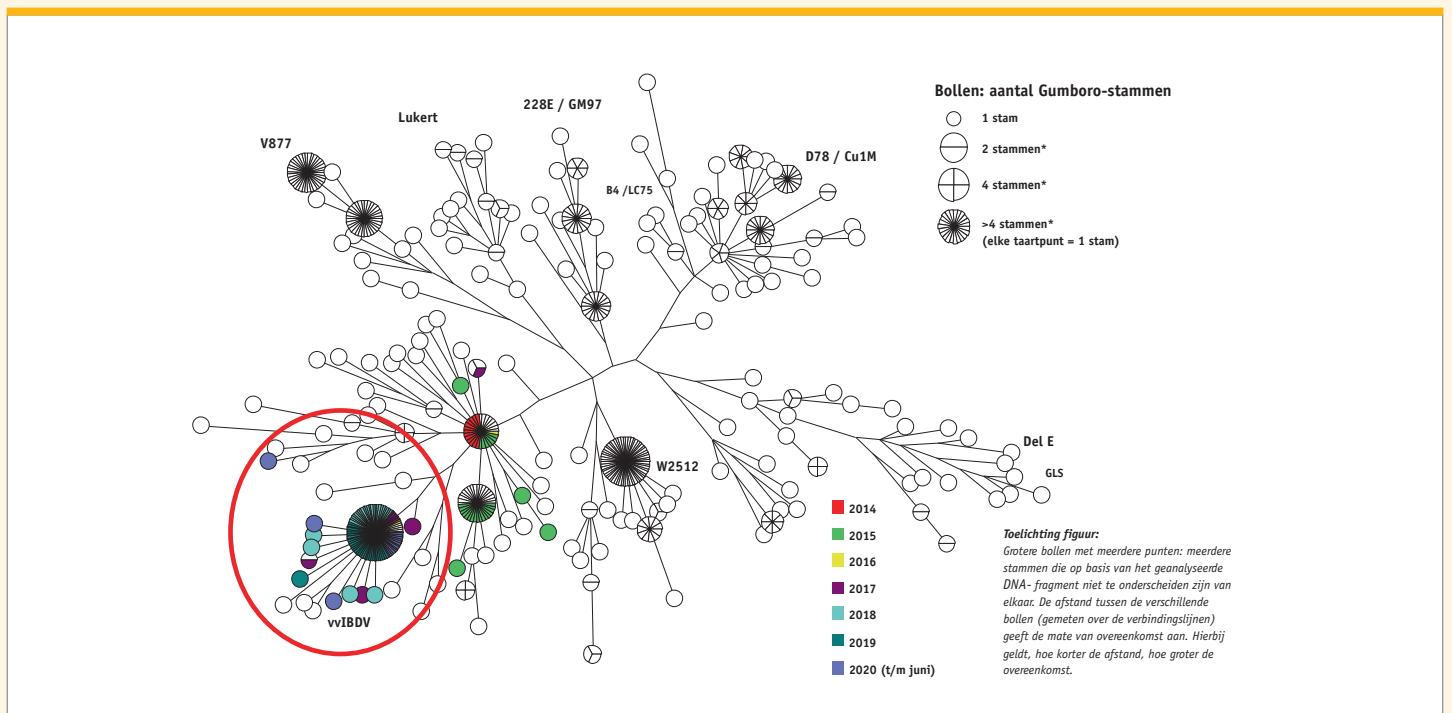 228E / GM97
Lukert
V877
D78 / Cu1M
B4 /LC75
W2512
Del E
GLS
vvIBDV
Bollen: aantal Gumboro-stammen
1 stam
2 stammen*
4 stammen*
>4 stammen*
(elke taartpunt = 1 stam)
2014
2015
2016
2017
2018
2019
2020 (t/m juni)
Toelichting figuur:
Grotere bollen met meerdere punten: meerdere
stammen die op basis van het geanalyseerde
DNA- fragment niet te onderscheiden zijn van
elkaar. De afstand tussen de verschillende
bollen (gemeten over de verbindingslijnen)
geeft de mate van overeenkomst aan. Hierbij
geldt, hoe korter de afstand, hoe groter de
overeenkomst.